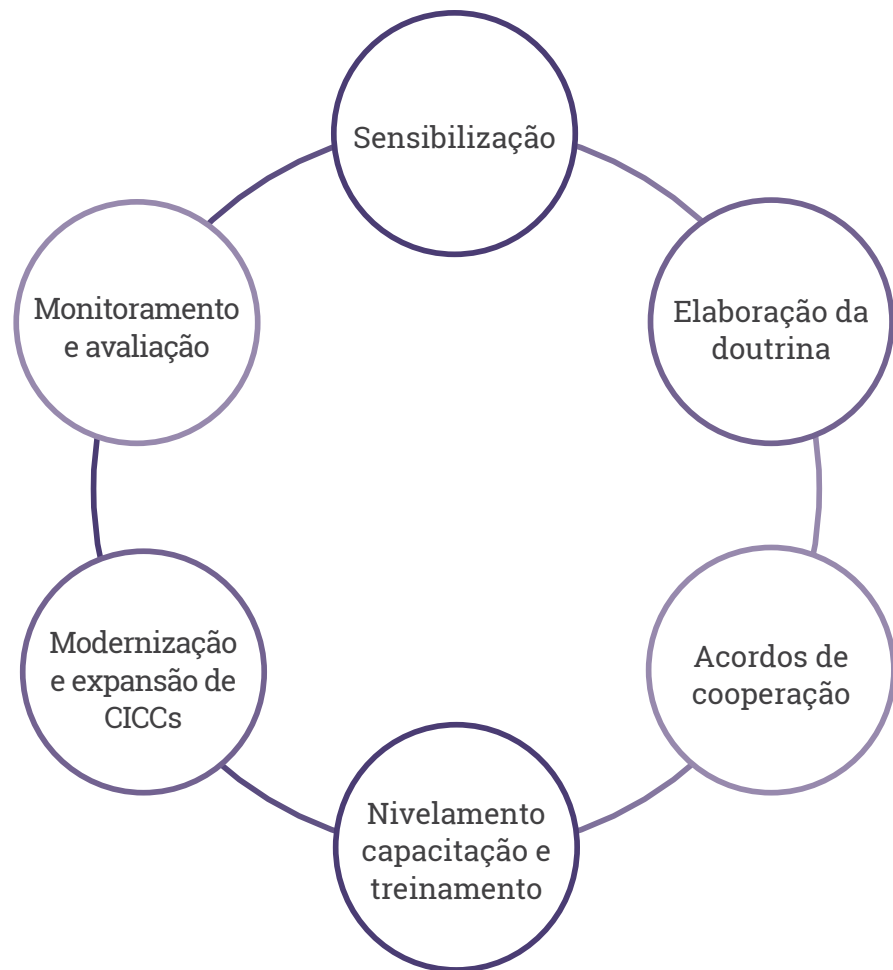 Sensibilização
Elaboração da
doutrina
Acordos de
cooperação
Nivelamento
capacitação e
treinamento
Modernização
e expansão de
CICCs
Monitoramento
e avaliação